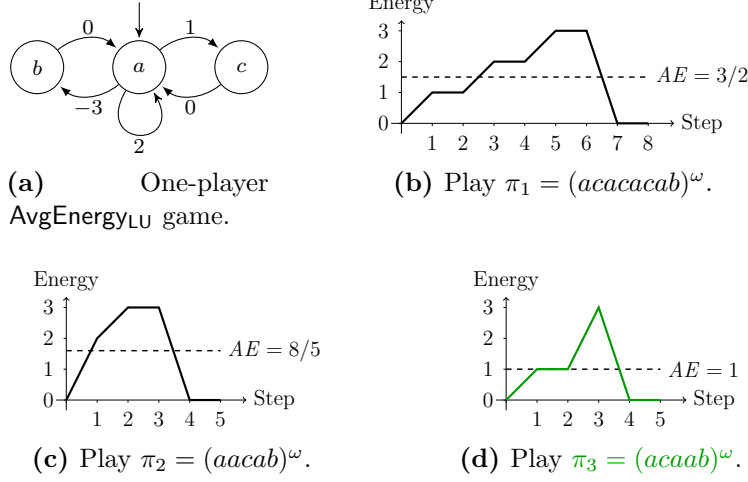 0
1
b
a
c
−3
0
2
(a) One-player
AvgEnergy_LU game.
Energy
3
2
1
0
AE = 3/2
Step
1 2 3 4 5 6 7 8
(b) Play π₁ = (acacacab)^ω.
Energy
3
2
1
0
AE = 8/5
Step
1 2 3 4 5
(c) Play π₂ = (aacab)^ω.
Energy
3
2
1
0
AE = 1
Step
1 2 3 4 5
(d) Play π₃ = (acaab)^ω.